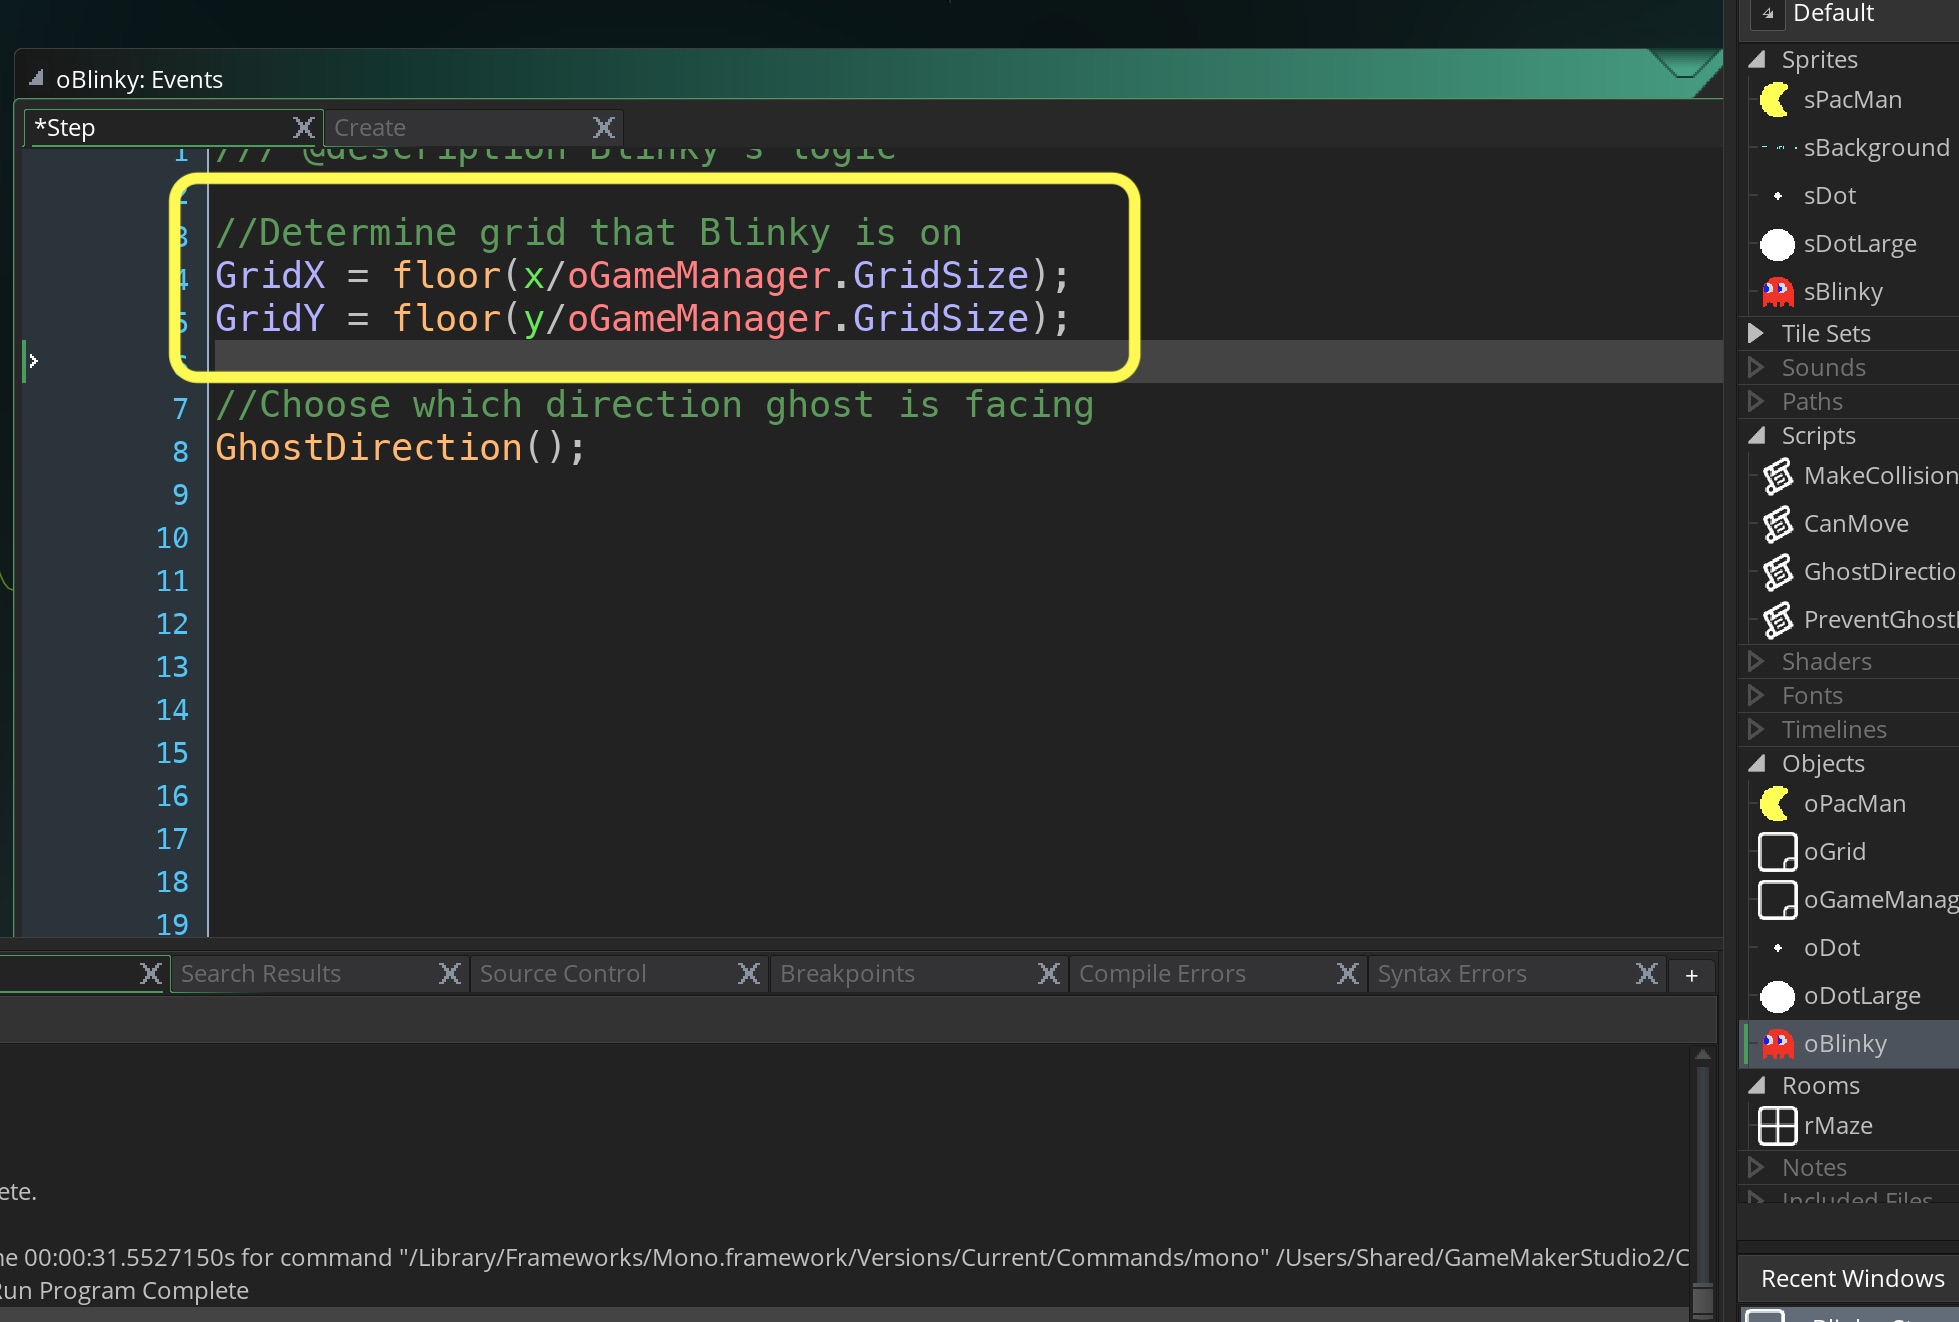 Default
oBlinky: Events
*Step
Create
1 /// @description Blinky's logic
2
3 //Determine grid that Blinky is on
4 GridX = floor(x/oGameManager.GridSize);
5 GridY = floor(y/oGameManager.GridSize);
6
7 //Choose which direction ghost is facing
8 GhostDirection();
9
10
11
12
13
14
15
16
17
18
19
Search Results
Source Control
Breakpoints
Compile Errors
Syntax Errors
+
ete.
00:00:31.5527150s for command "/Library/Frameworks/Mono.framework/Versions/Current/Commands/mono" /Users/Shared/GameMakerStudio2/C
Run Program Complete
Sprites
sPacMan
sBackground
sDot
sDotLarge
sBlinky
Tile Sets
Sounds
Paths
Scripts
MakeCollision
CanMove
GhostDirectio
PreventGhost
Shaders
Fonts
Timelines
Objects
oPacMan
oGrid
oGameManag
oDot
oDotLarge
oBlinky
Rooms
rMaze
Notes
Included Files
Recent Windows